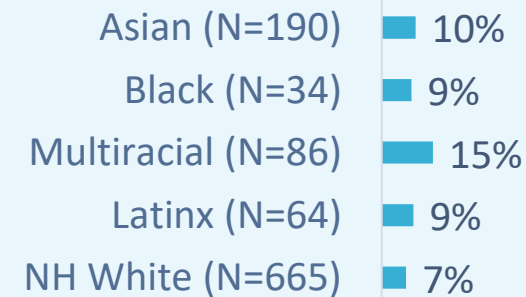 Asian (N=190) 10%
Black (N=34) 9%
Multiracial (N=86) 15%
Latinx (N=64) 9%
NH White (N=665) 7%